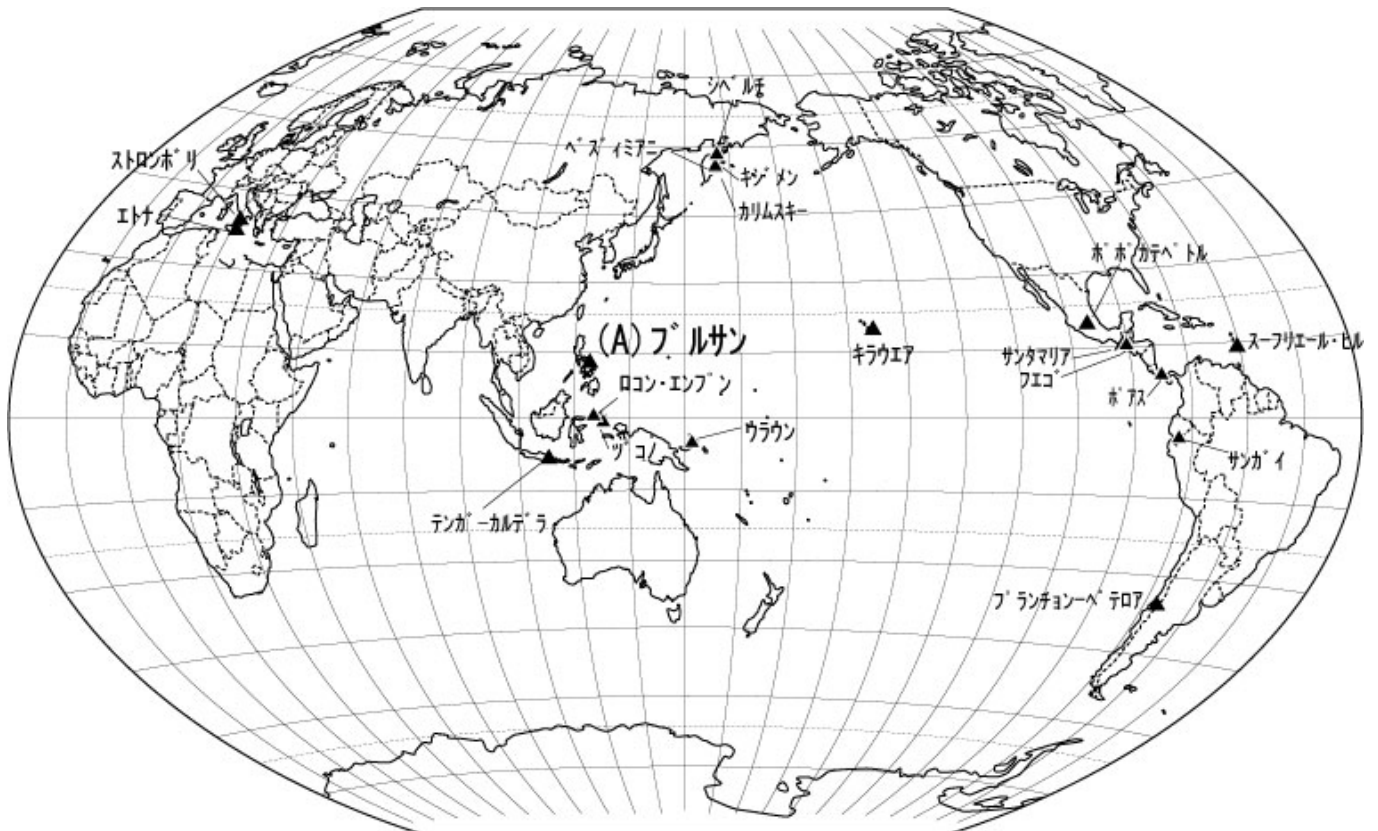 シベルチ
ベズィミアニ
ストロンボリ
キジメン
エトナ
カリムスキー
ポポカテペトル
(A)ブルサン
キラウエア
サンタマリア
スーフリエール・ヒル
フエゴ
ロコン・エンプン
ポアス
ウラウン
ヅコノ
サンガイ
テンガーカルデラ
プランチョンーペテロア